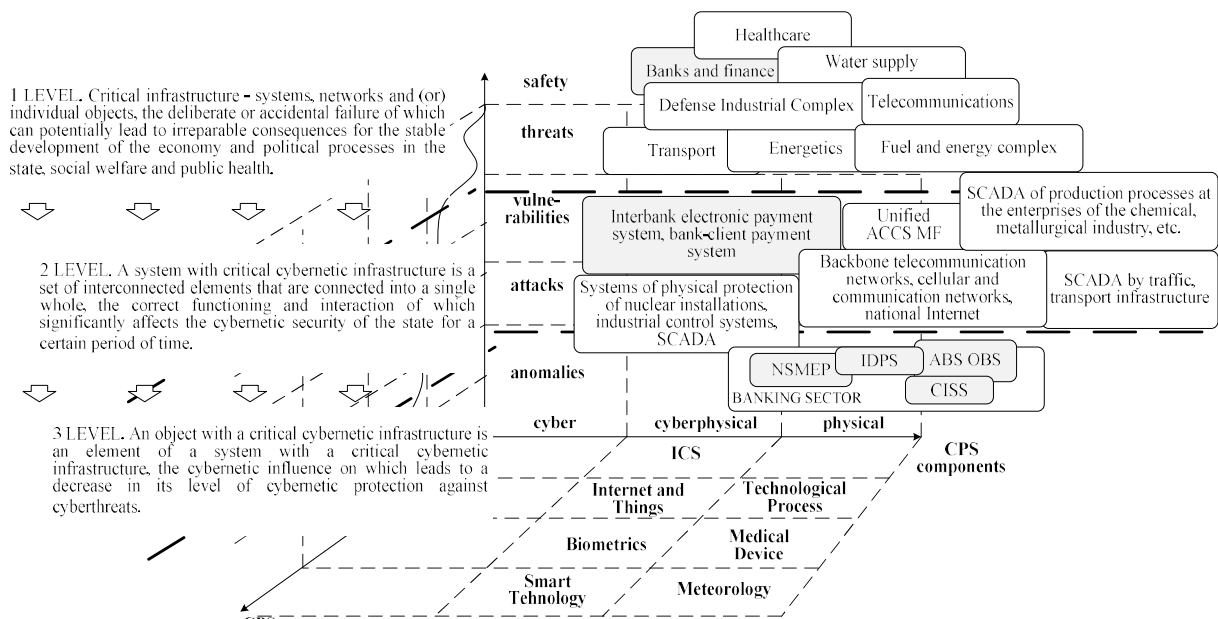 Healthcare
Banks and finance
Water supply
safety
1 LEVEL. Critical infrastructure - systems, networks and (or)
individual objects, the deliberate or accidental failure of which
can potentially lead to irreparable consequences for the stable
development of the economy and political processes in the
state, social welfare and public health.
Defense Industrial Complex
Telecommunications
threats
Transport
Energetics
Fuel and energy complex
vulne-
rabilities
Interbank electronic payment
system, bank-client payment
system
Unified
ACCS MF
SCADA of production processes at
the enterprises of the chemical,
metallurgical industry, etc.
2 LEVEL. A system with critical cybernetic infrastructure is a
set of interconnected elements that are connected into a single
whole, the correct functioning and interaction of which
significantly affects the cybernetic security of the state for a
certain period of time.
attacks
Systems of physical protection
of nuclear installations,
industrial control systems,
SCADA
Backbone telecommunication
networks, cellular and
communication networks,
national Internet
SCADA by traffic,
transport infrastructure
anomalies
NSMEP
IDPS
ABS OBS
CISS
BANKING SECTOR
3 LEVEL. An object with a critical cybernetic infrastructure is
an element of a system with a critical cybernetic
infrastructure, the cybernetic influence on which leads to a
decrease in its level of cybernetic protection against
cyberthreats.
cyber
cyberphysical
physical
CPS
components
ICS
Internet and
Things
Technological
Process
Biometrics
Medical
Device
Smart
Tehnology
Meteorology